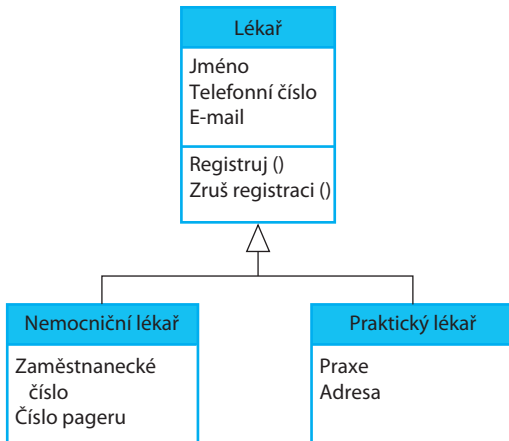 Lékař
Jméno
Telefonní číslo
E-mail
Registruj ()
Zruš registraci ()
Nemocniční lékař
Zaměstnanecké
číslo
Číslo pageru
Praktický lékař
Praxe
Adresa